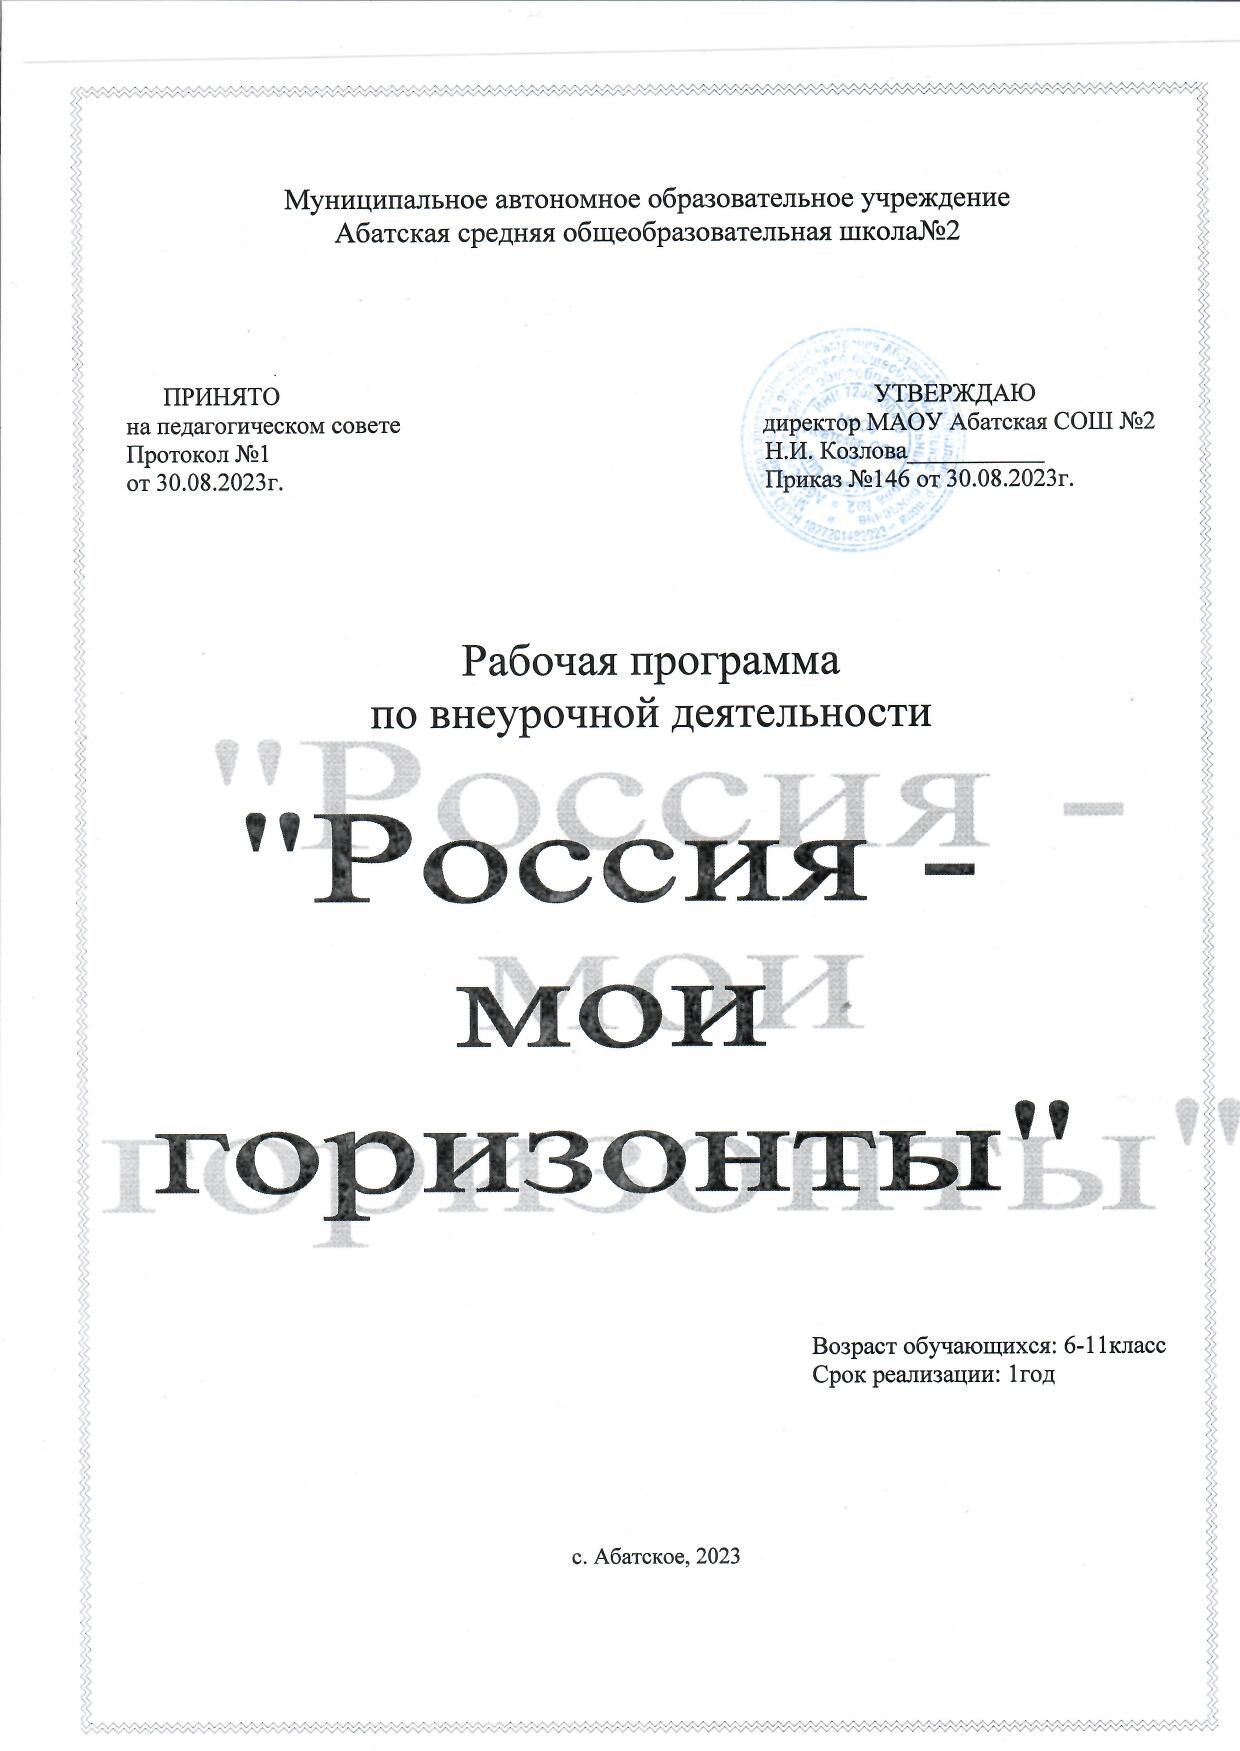 Муниципальное автономное образовательное учреждение
Абатская средняя общеобразовательная школа№2
ПРИНЯТО
на педагогическом совете
Протокол №1
от 30.08.2023г.
УТВЕРЖДАЮ
директор МАОУ Абатская СОШ №2
Н.И. Козлова___________
Приказ №146 от 30.08.2023г.
Рабочая программа
по внеурочной деятельности
"Россия -
мои
горизонты"
Возраст обучающихся: 6-11класс
Срок реализации: 1год
с. Абатское, 2023